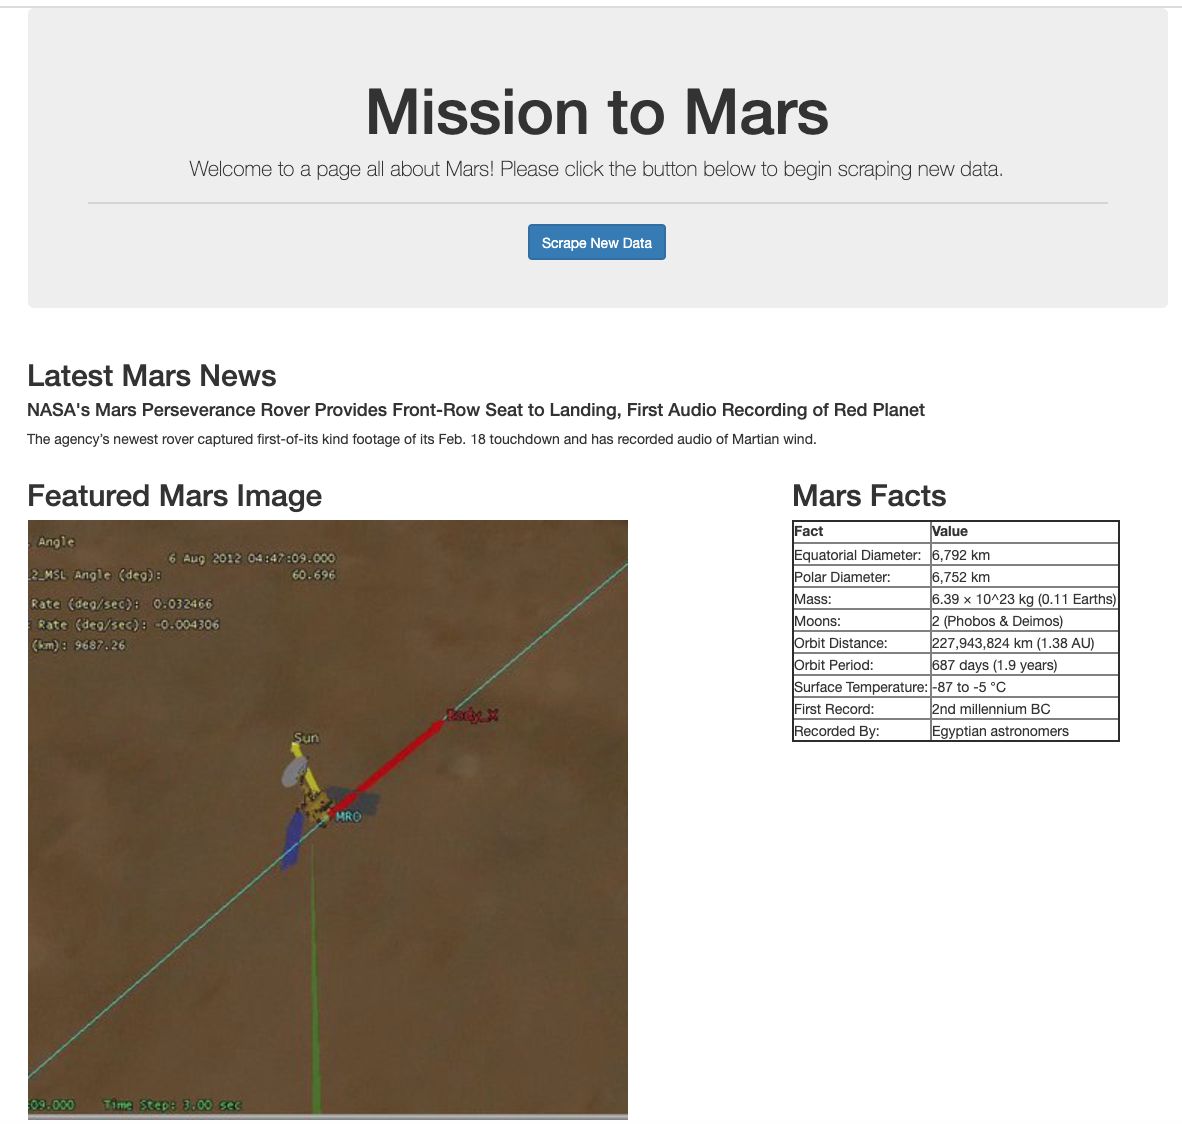 Mission to Mars
Welcome to a page all about Mars! Please click the button below to begin scraping new data.
Scrape New Data
Latest Mars News
NASA's Mars Perseverance Rover Provides Front-Row Seat to Landing, First Audio Recording of Red Planet
The agency’s newest rover captured first-of-its kind footage of its Feb. 18 touchdown and has recorded audio of Martian wind.
Featured Mars Image
Angle
6 Aug 2012 04:47:09.000
2_MSL Angle (deg): 60.696
Rate (deg/sec): 0.032466
: Rate (deg/sec): -0.004306
(km): 9687.26
Body_X
Sun
MRO
:09.000 Time Step: 3.00 sec
Mars Facts
Fact Value
Equatorial Diameter: 6,792 km
Polar Diameter: 6,752 km
Mass: 6.39 × 10^23 kg (0.11 Earths)
Moons: 2 (Phobos & Deimos)
Orbit Distance: 227,943,824 km (1.38 AU)
Orbit Period: 687 days (1.9 years)
Surface Temperature: -87 to -5 °C
First Record: 2nd millennium BC
Recorded By: Egyptian astronomers